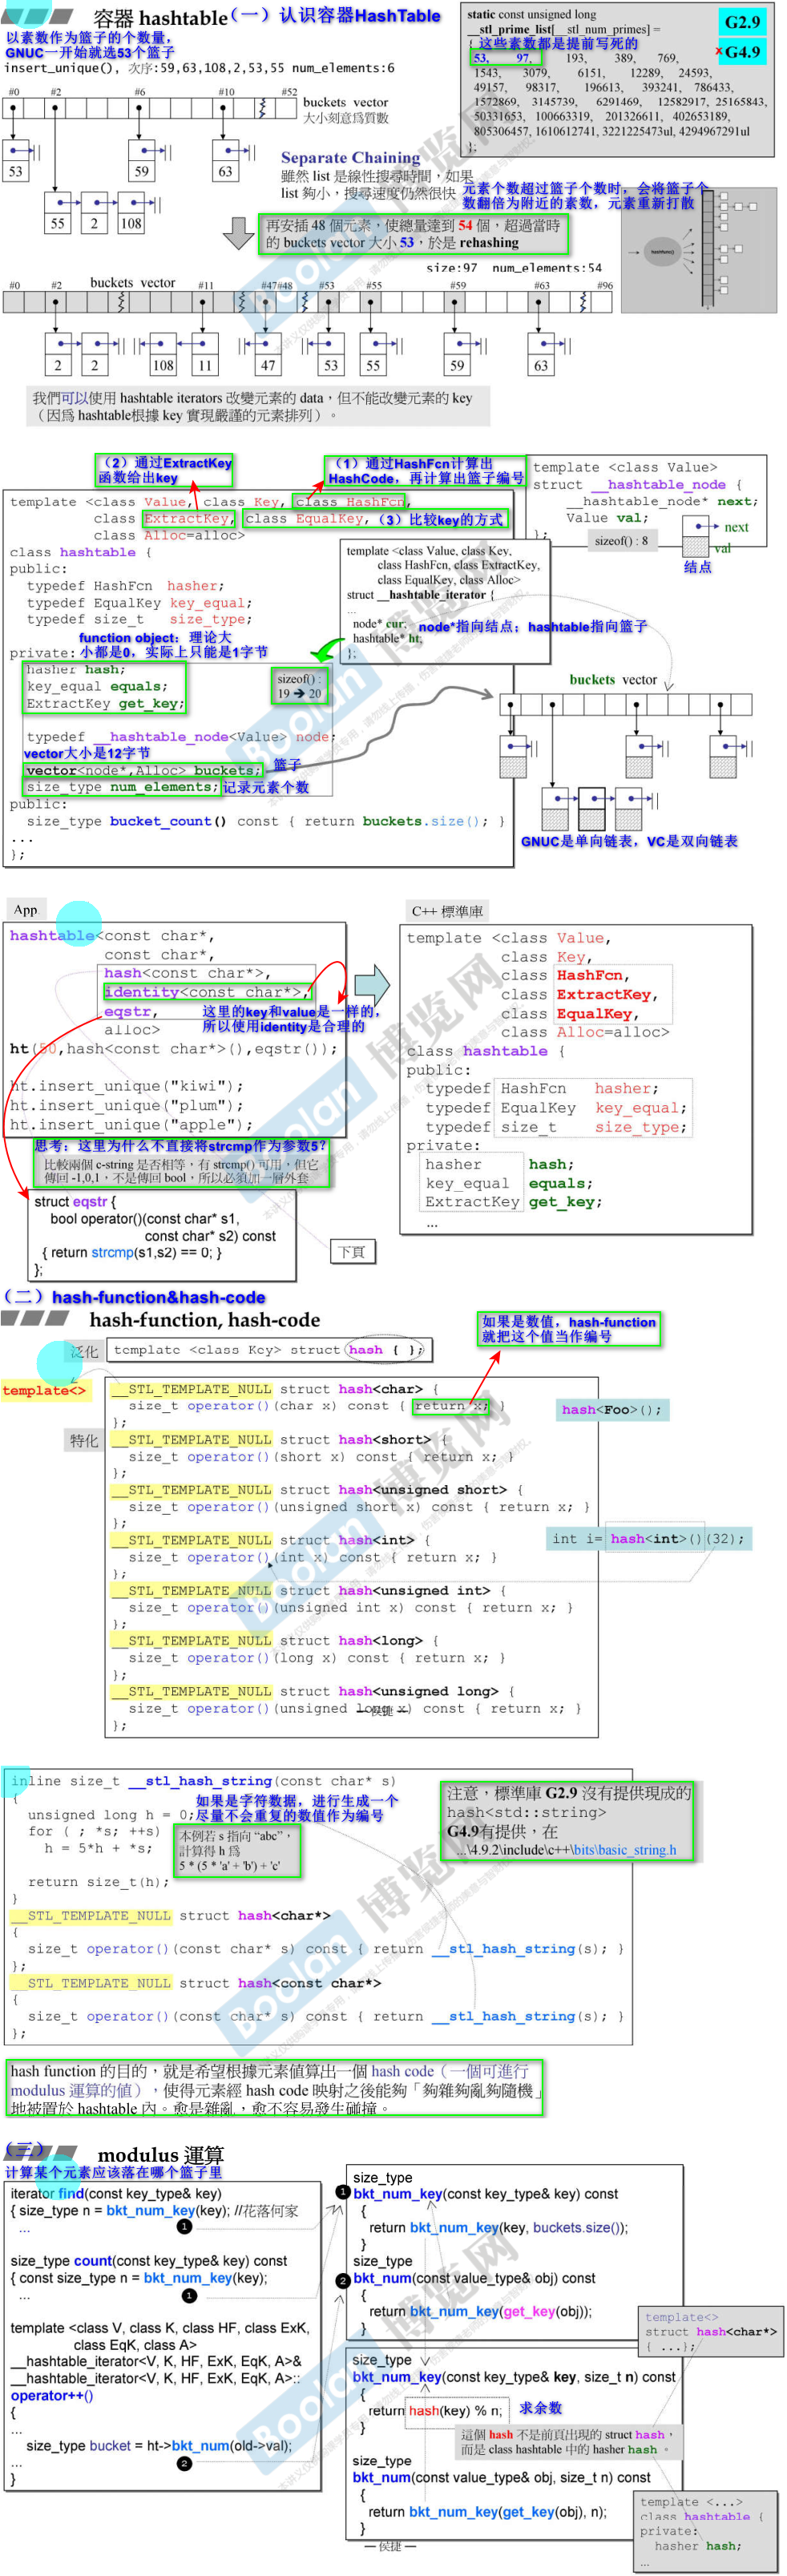 容器 hashtable（一）认识容器HashTable
以素数作为篮子的个数量，
GNUC一开始就选53个篮子
insert_unique(), 次序:59,63,108,2,53,55 num_elements:6
#0 #2 #6 #10 #52
buckets vector
大小刻意為質數
53
59
63
55 2 108
static const unsigned long
__stl_prime_list[__stl_num_primes] =
{ 这些素数都是提前写死的
53, 97, 193, 389, 769,
1543, 3079, 6151, 12289, 24593,
49157, 98317, 196613, 393241, 786433,
1572869, 3145739, 6291469, 12582917, 25165843,
50331653, 100663319, 201326611, 402653189,
805306457, 1610612741, 3221225473ul, 4294967291ul
};
G2.9
×G4.9
Separate Chaining
雖然 list 是線性搜尋時間，如果
list 夠小，搜尋速度仍然很快
元素个数超过篮子个数时，会将篮子个
数翻倍为附近的素数，元素重新打散
再安插 48 個元素，使總量達到 54 個，超過當時
的 buckets vector 大小 53，於是 rehashing
hashfunc()
size:97 num_elements:54
buckets vector
#0 #2 #11 #47#48 #53 #55 #59 #63 #96
2 2 108 11 47 53 55 59 63
我們可以使用 hashtable iterators 改變元素的 data，但不能改變元素的 key
（因為 hashtable根據 key 實現嚴謹的元素排列）。
（2）通过ExtractKey
函数给出key
（1）通过HashFcn计算出
HashCode，再计算出篮子编号
template <class Value, class Key, class HashFcn,
class ExtractKey, class EqualKey,（3）比较key的方式
class Alloc=alloc>
class hashtable {
public:
typedef HashFcn hasher;
typedef EqualKey key_equal;
typedef size_t size_type;
function object：理论大
小都是0，实际上只能是1字节
private:
hasher hash;
key_equal equals;
ExtractKey get_key;
sizeof() :
19 ➔ 20
typedef __hashtable_node<Value> node;
vector大小是12字节
vector<node*,Alloc> buckets; 篮子
size_type num_elements; 记录元素个数
public:
size_type bucket_count() const { return buckets.size(); }
...
};
template <class Value>
struct __hashtable_node {
__hashtable_node* next;
Value val;
};
sizeof() : 8
next
val
结点
template <class Value, class Key,
class HashFcn, class ExtractKey,
class EqualKey, class Alloc>
struct __hashtable_iterator {
...
node* cur; node*指向结点；hashtable指向篮子
hashtable* ht;
};
buckets vector
GNUC是单向链表，VC是双向链表
App.
hashtable<const char*,
const char*,
hash<const char*>,
identity<const char*>,
eqstr,
alloc>
这里的key和value是一样的，
所以使用identity是合理的
ht(50,hash<const char*>(),eqstr());
ht.insert_unique("kiwi");
ht.insert_unique("plum");
ht.insert_unique("apple");
思考：这里为什么不直接将strcmp作为参数5？
比較兩個 c-string 是否相等，有 strcmp() 可用，但它
傳回 -1,0,1，不是傳回 bool，所以必須加一層外套
struct eqstr {
bool operator()(const char* s1,
const char* s2) const
{ return strcmp(s1,s2) == 0; }
};
下頁
C++ 標準庫
template <class Value,
class Key,
class HashFcn,
class ExtractKey,
class EqualKey,
class Alloc=alloc>
class hashtable {
public:
typedef HashFcn hasher;
typedef EqualKey key_equal;
typedef size_t size_type;
private:
hasher hash;
key_equal equals;
ExtractKey get_key;
...
（二）hash-function&hash-code
hash-function, hash-code
如果是数值，hash-function
就把这个值当作编号
泛化
template <class Key> struct hash { };
template<>
特化
__STL_TEMPLATE_NULL struct hash<char> {
size_t operator()(char x) const { return x; }
};
__STL_TEMPLATE_NULL struct hash<short> {
size_t operator()(short x) const { return x; }
};
__STL_TEMPLATE_NULL struct hash<unsigned short> {
size_t operator()(unsigned short x) const { return x; }
};
__STL_TEMPLATE_NULL struct hash<int> {
size_t operator()(int x) const { return x; }
};
__STL_TEMPLATE_NULL struct hash<unsigned int> {
size_t operator()(unsigned int x) const { return x; }
};
__STL_TEMPLATE_NULL struct hash<long> {
size_t operator()(long x) const { return x; }
};
__STL_TEMPLATE_NULL struct hash<unsigned long> {
size_t operator()(unsigned long x) const { return x; }
};
hash<Foo>();
int i= hash<int>()(32);
— 侯捷 —
inline size_t __stl_hash_string(const char* s)
{
unsigned long h = 0;
for ( ; *s; ++s)
h = 5*h + *s;
return size_t(h);
}
如果是字符数据，进行生成一个
尽量不会重复的数值作为编号
本例若 s 指向 “abc”，
計算得 h 為
5 * (5 * 'a' + 'b') + 'c'
注意，標準庫 G2.9 沒有提供現成的
hash<std::string>
G4.9有提供，在
...\4.9.2\include\c++\bits\basic_string.h
__STL_TEMPLATE_NULL struct hash<char*>
{
size_t operator()(const char* s) const { return __stl_hash_string(s); }
};
__STL_TEMPLATE_NULL struct hash<const char*>
{
size_t operator()(const char* s) const { return __stl_hash_string(s); }
};
hash function 的目的，就是希望根據元素值算出一個 hash code（一個可進行
modulus 運算的值），使得元素經 hash code 映射之後能夠「夠雜夠亂夠隨機」
地被置於 hashtable 內。愈是雜亂，愈不容易發生碰撞。
（三）
modulus 運算
计算某个元素应该落在哪个篮子里
iterator find(const key_type& key)
{ size_type n = bkt_num_key(key); //花落何家
... 1
size_type count(const key_type& key) const
{ const size_type n = bkt_num_key(key);
... 1
template <class V, class K, class HF, class ExK,
class EqK, class A>
__hashtable_iterator<V, K, HF, ExK, EqK, A>&
__hashtable_iterator<V, K, HF, ExK, EqK, A>::
operator++()
{
...
size_type bucket = ht->bkt_num(old->val);
... 2
}
size_type
1 bkt_num_key(const key_type& key) const
{
return bkt_num_key(key, buckets.size());
}
size_type
2 bkt_num(const value_type& obj) const
{
return bkt_num_key(get_key(obj));
}
size_type
bkt_num_key(const key_type& key, size_t n) const
{
return hash(key) % n; 求余数
}
size_type
bkt_num(const value_type& obj, size_t n) const
{
return bkt_num_key(get_key(obj), n);
}
這個 hash 不是前頁出現的 struct hash，
而是 class hashtable 中的 hasher hash。
template<>
struct hash<char*>
{ ...};
template <...>
class hashtable {
private:
hasher hash;
...
— 侯捷 —
Boolan 博览网